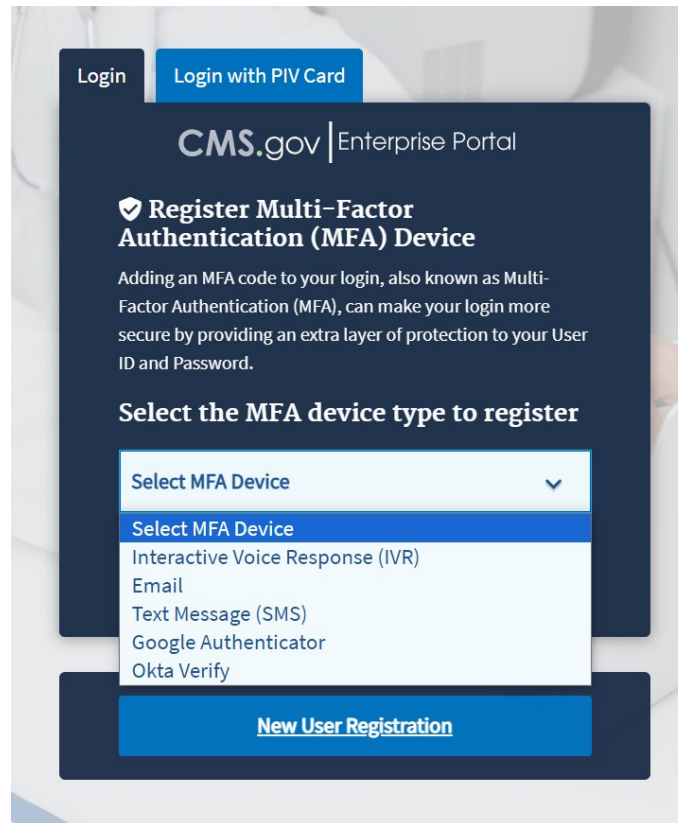 Login
Login with PIV Card
CMS.gov Enterprise Portal
Register Multi-Factor
Authentication (MFA) Device
Adding an MFA code to your login, also known as Multi-
Factor Authentication (MFA), can make your login more
secure by providing an extra layer of protection to your User
ID and Password.
Select the MFA device type to register
Select MFA Device
Select MFA Device
Interactive Voice Response (IVR)
Email
Text Message (SMS)
Google Authenticator
Okta Verify
New User Registration